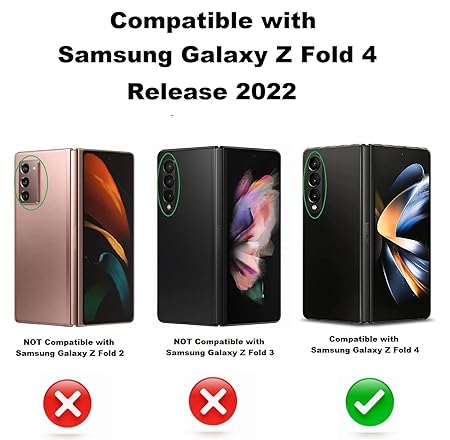 Compatible with
Samsung Galaxy Z Fold 4
Release 2022
NOT Compatible with
Samsung Galaxy Z Fold 2
NOT Compatible with
Samsung Galaxy Z Fold 3
Compatible with
Samsung Galaxy Z Fold 4